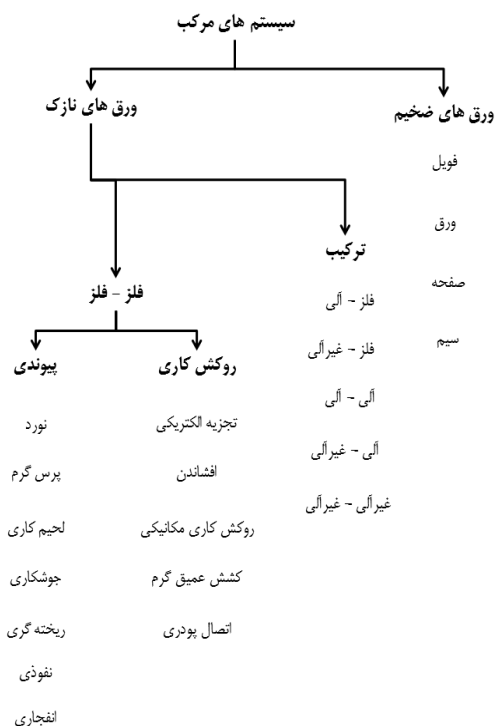 سیستم های مرکب
ورق های ضخیم
فویل
ورق
صفحه
سیم
ورق های نازک
ترکیب
فلز - آلی
فلز - غیرآلی
آلی - آلی
آلی - غیرآلی
غیرآلی - غیرآلی
فلز - فلز
روکش کاری
تجزیه الکتریکی
افشاندن
روکش کاری مکانیکی
کشش عمیق گرم
اتصال پودری
پیوندی
نورد
پرس گرم
لحیم کاری
جوشکاری
ریخته گری
نفوذی
انفجاری